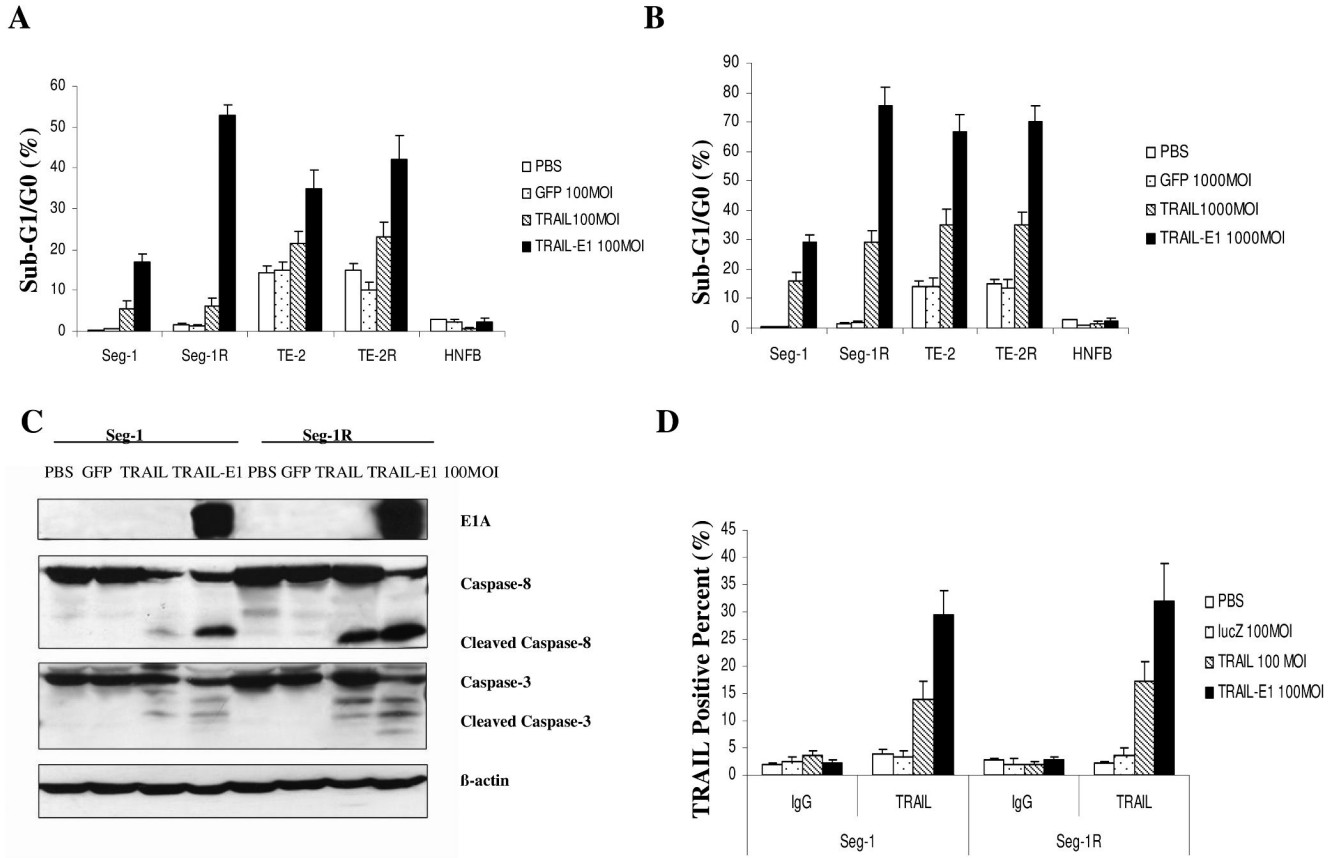 A
Sub-G1/G0 (%)
60
50
40
30
20
10
0
Seg-1 Seg-1R TE-2 TE-2R HNFB
PBS
GFP 100MOI
TRAIL100MOI
TRAIL-E1 100MOI
B
Sub-G1/G0 (%)
90
80
70
60
50
40
30
20
10
0
Seg-1 Seg-1R TE-2 TE-2R HNFB
PBS
GFP 1000MOI
TRAIL1000MOI
TRAIL-E1 1000MOI
C
Seg-1 Seg-1R
PBS GFP TRAIL TRAIL-E1 PBS GFP TRAIL TRAIL-E1 100MOI
E1A
Caspase-8
Cleaved Caspase-8
Caspase-3
Cleaved Caspase-3
ß-actin
D
TRAIL Positive Percent (%)
45
40
35
30
25
20
15
10
5
0
IgG TRAIL IgG TRAIL
Seg-1 Seg-1R
PBS
lucZ 100MOI
TRAIL 100 MOI
TRAIL-E1 100MOI